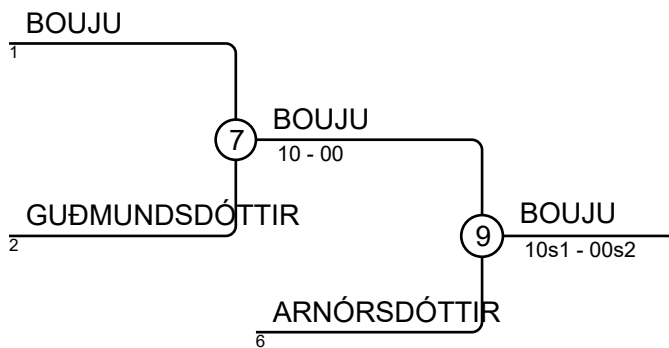 BOUJU
1
7
BOUJU
10 - 00
GUÐMUNDSDÓTTIR
2
9
BOUJU
10s1 - 00s2
ARNÓRSDÓTTIR
6